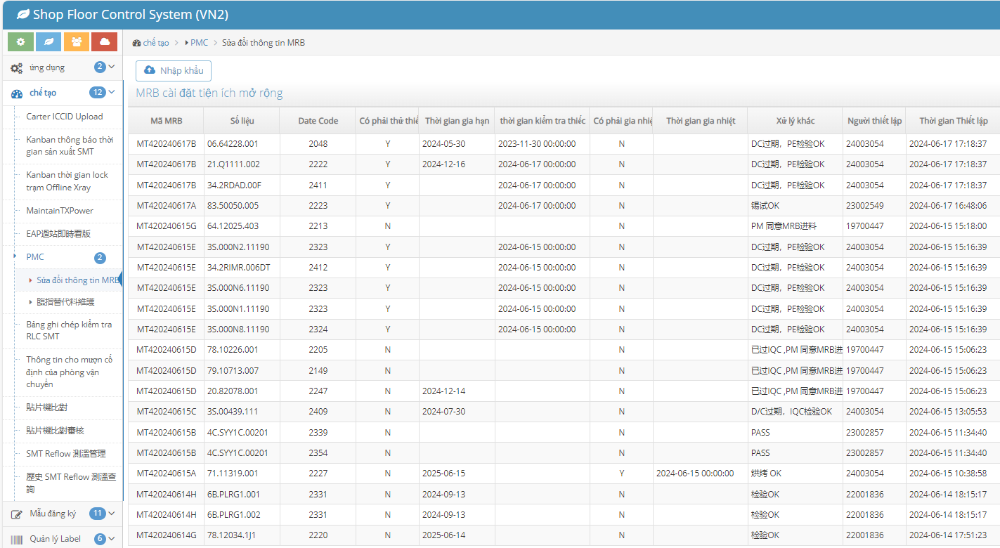 Shop Floor Control System (VN2)
chế tạo > PMC > Sửa đổi thông tin MRB
ứng dụng 2
chế tạo 12
Carter ICCID Upload
Kanban thông báo thời
gian sản xuất SMT
Kanban thời gian lock
trạm Offline Xray
MaintainTXPower
EAP過站即時看版
PMC 2
Sửa đổi thông tin MRB
臨指替代料維護
Bảng ghi chép kiểm tra
RLC SMT
Thông tin cho mượn cố
định của phòng vận
chuyển
貼片機比對
貼片機比對審核
SMT Reflow 測溫管理
歷史 SMT Reflow 測溫查
詢
Mẫu đăng ký 11
Quản lý Label 6
Nhập khẩu
MRB cài đặt tiện ích mở rộng
Mã MRB Số liệu Date Code Có phải thử thiế Thời gian gia hạn thời gian kiểm tra thiếc Có phải gia nhiệ Thời gian gia nhiệt Xử lý khác Người thiết lập Thời gian Thiết lập
MT420240617B 06.64228.001 2048 Y 2024-05-30 2023-11-30 00:00:00 N DC过期，PE检验OK 24003054 2024-06-17 17:18:37
MT420240617B 21.Q1111.002 2222 Y 2024-12-16 2024-06-17 00:00:00 N DC过期，PE检验OK 24003054 2024-06-17 17:18:37
MT420240617B 34.2RDAD.00F 2411 Y 2024-06-17 00:00:00 N DC过期，PE检验OK 24003054 2024-06-17 17:18:37
MT420240617A 83.50050.005 2223 Y 2024-06-17 00:00:00 N 锡试OK 23002549 2024-06-17 16:48:06
MT420240615G 64.12025.403 2213 N N PM 同意MRB进料 19700447 2024-06-15 15:18:00
MT420240615E 3S.000N2.11190 2323 Y 2024-06-15 00:00:00 N DC过期，PE检验OK 24003054 2024-06-15 15:16:39
MT420240615E 34.2RIMR.006DT 2412 Y 2024-06-15 00:00:00 N DC过期，PE检验OK 24003054 2024-06-15 15:16:39
MT420240615E 3S.000N6.11190 2323 Y 2024-06-15 00:00:00 N DC过期，PE检验OK 24003054 2024-06-15 15:16:39
MT420240615E 3S.000N1.11190 2323 Y 2024-06-15 00:00:00 N DC过期，PE检验OK 24003054 2024-06-15 15:16:39
MT420240615E 3S.000N8.11190 2324 Y 2024-06-15 00:00:00 N DC过期，PE检验OK 24003054 2024-06-15 15:16:39
MT420240615D 78.10226.001 2205 N N 已过IQC ,PM 同意MRB进 19700447 2024-06-15 15:06:23
MT420240615D 79.10713.007 2149 N N 已过IQC ,PM 同意MRB进 19700447 2024-06-15 15:06:23
MT420240615D 20.82078.001 2247 N 2024-12-14 N 已过IQC ,PM 同意MRB进 19700447 2024-06-15 15:06:23
MT420240615C 3S.00439.111 2409 N 2024-07-30 N D/C过期，IQC检验OK 24003054 2024-06-15 13:05:53
MT420240615B 4C.SYY1C.00201 2339 N N PASS 23002857 2024-06-15 11:34:40
MT420240615B 4C.SYY1C.00201 2354 N N PASS 23002857 2024-06-15 11:34:40
MT420240615A 71.11319.001 2227 N 2025-06-15 Y 2024-06-15 00:00:00 烘烤 OK 24003054 2024-06-15 10:38:58
MT420240614H 6B.PLRG1.001 2331 N 2024-09-13 N 检验OK 22001836 2024-06-14 18:15:17
MT420240614H 6B.PLRG1.002 2331 N 2024-09-13 N 检验OK 22001836 2024-06-14 18:15:17
MT420240614G 78.12034.1J1 2220 N 2025-06-14 N 检验OK 22001836 2024-06-14 17:51:23